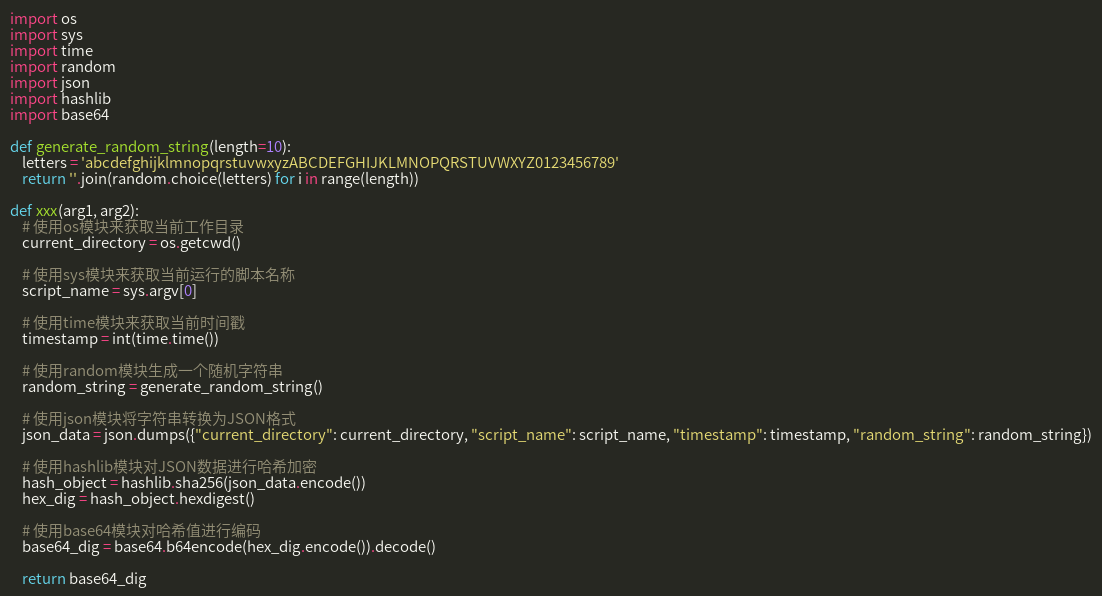 import os
import sys
import time
import random
import json
import hashlib
import base64
def generate_random_string(length=10):
letters = 'abcdefghijklmnopqrstuvwxyzABCDEFGHIJKLMNOPQRSTUVWXYZ0123456789'
return ''.join(random.choice(letters) for i in range(length))
def xxx(arg1, arg2):
# 使用os模块来获取当前工作目录
current_directory = os.getcwd()
# 使用sys模块来获取当前运行的脚本名称
script_name = sys.argv[0]
# 使用time模块来获取当前时间戳
timestamp = int(time.time())
# 使用random模块生成一个随机字符串
random_string = generate_random_string()
# 使用json模块将字符串转换为JSON格式
json_data = json.dumps({"current_directory": current_directory, "script_name": script_name, "timestamp": timestamp, "random_string": random_string})
# 使用hashlib模块对JSON数据进行哈希加密
hash_object = hashlib.sha256(json_data.encode())
hex_dig = hash_object.hexdigest()
# 使用base64模块对哈希值进行编码
base64_dig = base64.b64encode(hex_dig.encode()).decode()
return base64_dig